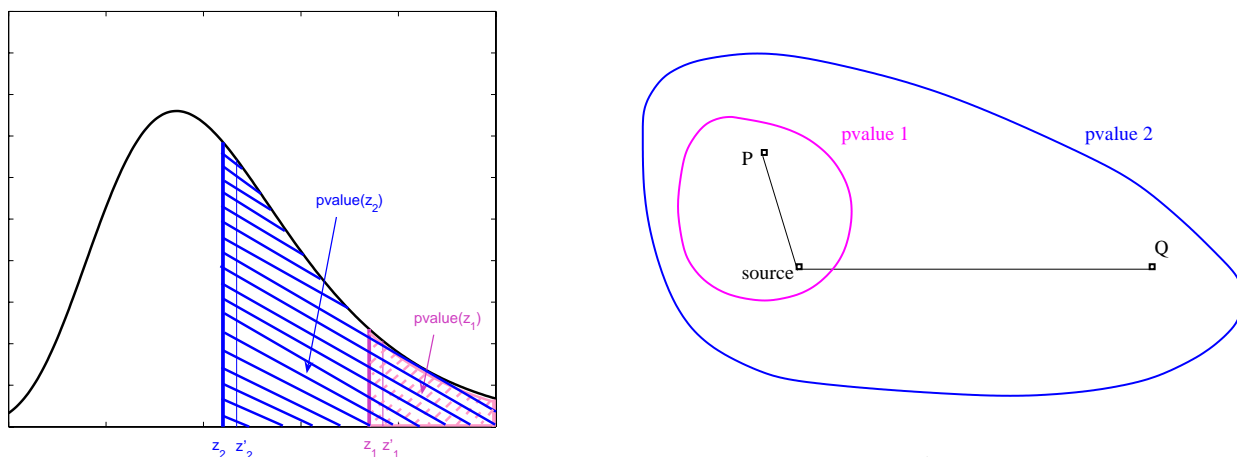 pvalue(z₂)
pvalue(z₁)
z₂ z'₂ z₁ z'₁
pvalue 1
pvalue 2
P
Q
source